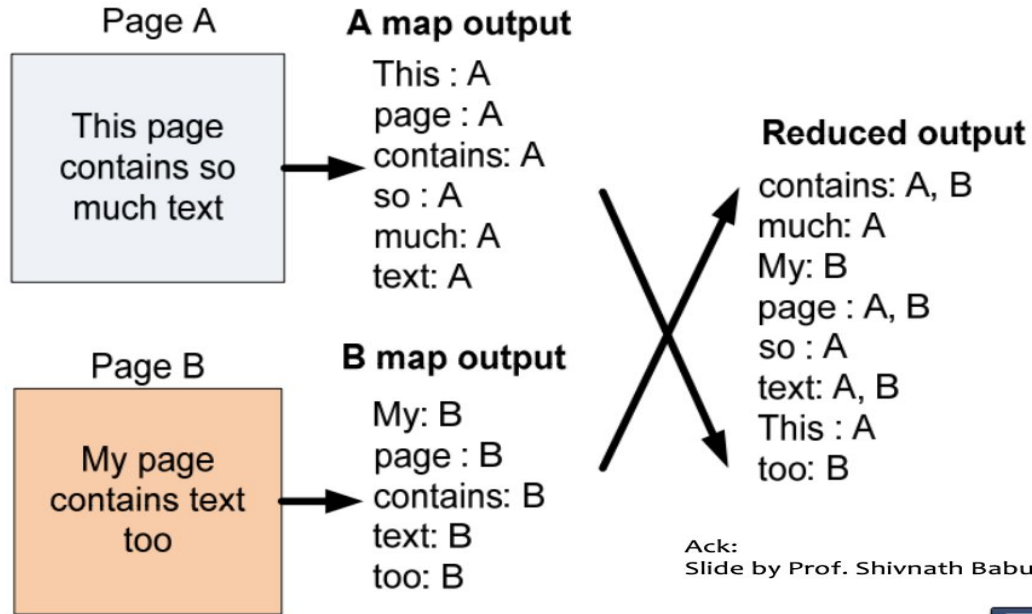 Page A
This page
contains so
much text
A map output
This : A
page : A
contains: A
so : A
much: A
text: A
Page B
My page
contains text
too
B map output
My: B
page : B
contains: B
text: B
too: B
Reduced output
contains: A, B
much: A
My: B
page : A, B
so : A
text: A, B
This : A
too: B
Ack:
Slide by Prof. Shivnath Babu